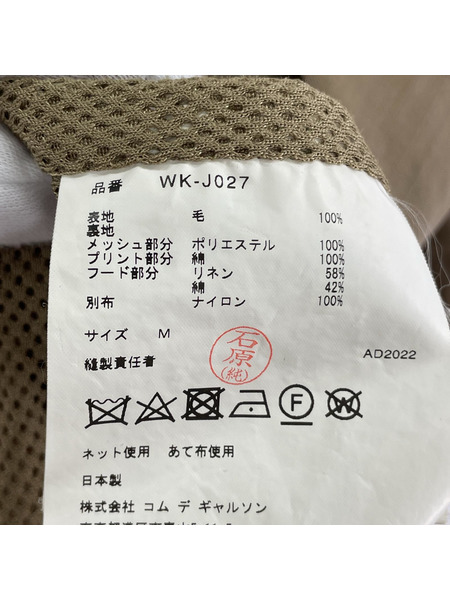 品番 WK-J027
表地 毛 100%
裏地
メッシュ部分 ポリエステル 100%
プリント部分 綿 100%
フード部分 リネン 58%
綿 42%
別布 ナイロン 100%
サイズ M
石原(純)
縫製責任者
AD2022
F
W
ネット使用 あて布使用
日本製
株式会社 コム デ ギャルソン